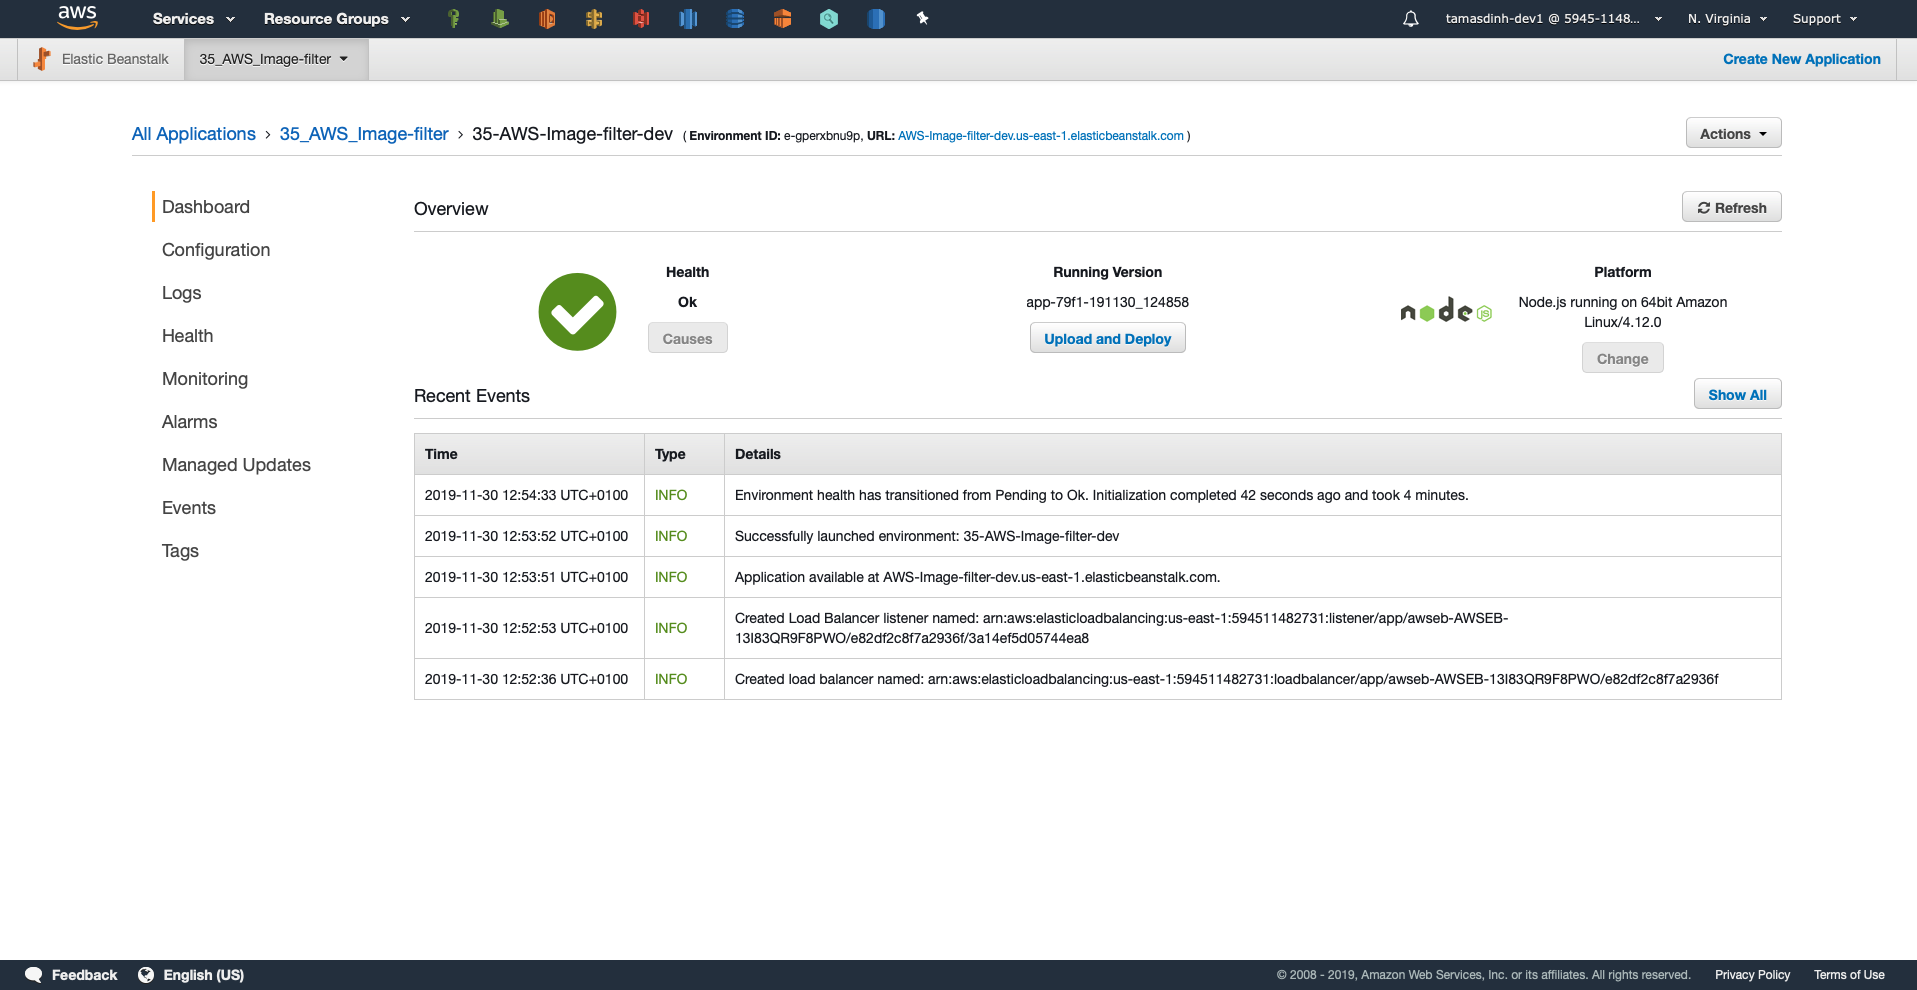 aws Services Resource Groups tamasdinh-dev1 @ 5945-1148... N. Virginia Support
Elastic Beanstalk 35_AWS_Image-filter Create New Application
All Applications › 35_AWS_Image-filter › 35-AWS-Image-filter-dev ( Environment ID: e-gperxbnu9p, URL: AWS-Image-filter-dev.us-east-1.elasticbeanstalk.com ) Actions
Dashboard
Configuration
Logs
Health
Monitoring
Alarms
Managed Updates
Events
Tags
Overview Refresh
Health
Ok
Causes
Running Version
app-79f1-191130_124858
Upload and Deploy
node JS
Platform
Node.js running on 64bit Amazon
Linux/4.12.0
Change
Recent Events Show All
Time Type Details
2019-11-30 12:54:33 UTC+0100 INFO Environment health has transitioned from Pending to Ok. Initialization completed 42 seconds ago and took 4 minutes.
2019-11-30 12:53:52 UTC+0100 INFO Successfully launched environment: 35-AWS-Image-filter-dev
2019-11-30 12:53:51 UTC+0100 INFO Application available at AWS-Image-filter-dev.us-east-1.elasticbeanstalk.com.
2019-11-30 12:52:53 UTC+0100 INFO Created Load Balancer listener named: arn:aws:elasticloadbalancing:us-east-1:594511482731:listener/app/awseb-AWSEB-
13I83QR9F8PWO/e82df2c8f7a2936f/3a14ef5d05744ea8
2019-11-30 12:52:36 UTC+0100 INFO Created load balancer named: arn:aws:elasticloadbalancing:us-east-1:594511482731:loadbalancer/app/awseb-AWSEB-13I83QR9F8PWO/e82df2c8f7a2936f
Feedback English (US) © 2008 - 2019, Amazon Web Services, Inc. or its affiliates. All rights reserved. Privacy Policy Terms of Use